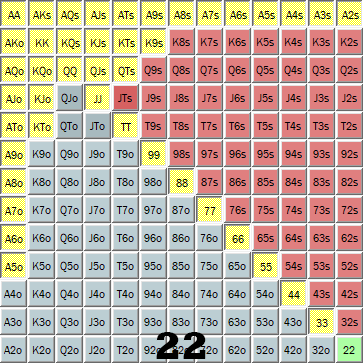 AA AKs AQs AJs ATs A9s A8s A7s A6s A5s A4s A3s A2s
AKo KK KQs KJs KTs K9s K8s K7s K6s K5s K4s K3s K2s
AQo KQo QQ QJs QTs Q9s Q8s Q7s Q6s Q5s Q4s Q3s Q2s
AJo KJo QJo JJ JTs J9s J8s J7s J6s J5s J4s J3s J2s
ATo KTo QTo JTo TT T9s T8s T7s T6s T5s T4s T3s T2s
A9o K9o Q9o J9o T9o 99 98s 97s 96s 95s 94s 93s 92s
A8o K8o Q8o J8o T8o 98o 88 87s 86s 85s 84s 83s 82s
A7o K7o Q7o J7o T7o 97o 87o 77 76s 75s 74s 73s 72s
A6o K6o Q6o J6o T6o 96o 86o 76o 66 65s 64s 63s 62s
A5o K5o Q5o J5o T5o 95o 85o 75o 65o 55 54s 53s 52s
A4o K4o Q4o J4o T4o 94o 84o 74o 64o 54o 44 43s 42s
A3o K3o Q3o J3o T3o 93o 83o 73o 63o 53o 43o 33 32s
A2o K2o Q2o J2o T2o 22 62o 52o 42o 32o 22